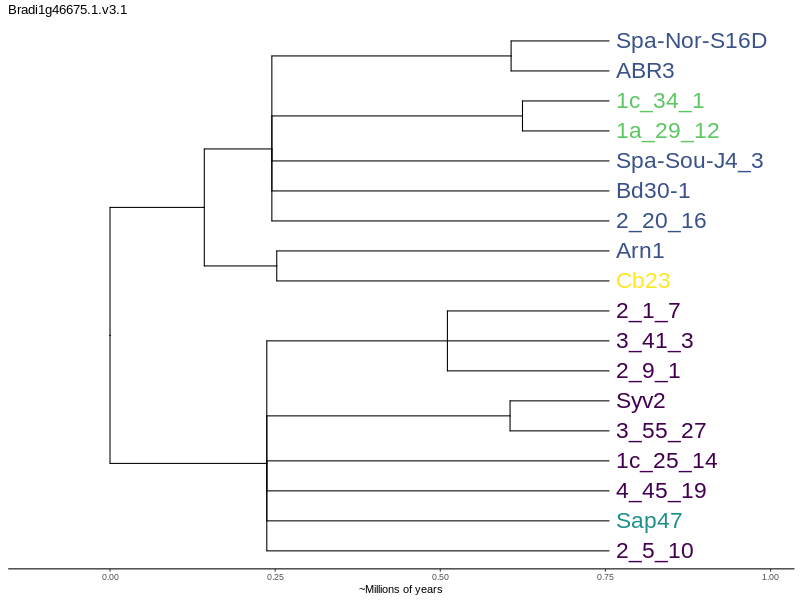 Bradi1g46675.1.v3.1
Spa-Nor-S16D
ABR3
1c_34_1
1a_29_12
Spa-Sou-J4_3
Bd30-1
2_20_16
Arn1
Cb23
2_1_7
3_41_3
2_9_1
Syv2
3_55_27
1c_25_14
4_45_19
Sap47
2_5_10
0.00 0.25 0.50 0.75 1.00
~Millions of years